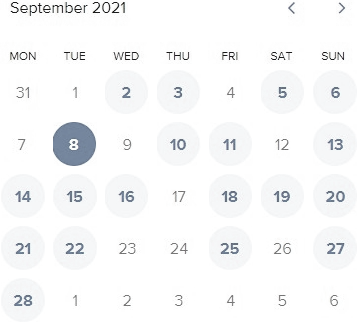 September 2021
MON TUE WED THU FRI SAT SUN
31 1 2 3 4 5 6
7 8 9 10 11 12 13
14 15 16 17 18 19 20
21 22 23 24 25 26 27
28 1 2 3 4 5 6